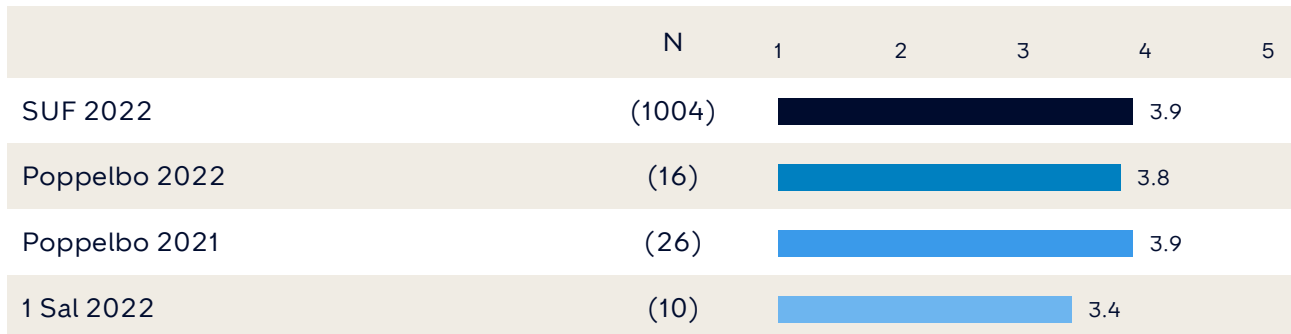 N 1 2 3 4 5
SUF 2022 (1004) 3.9
Poppelbo 2022 (16) 3.8
Poppelbo 2021 (26) 3.9
1 Sal 2022 (10) 3.4